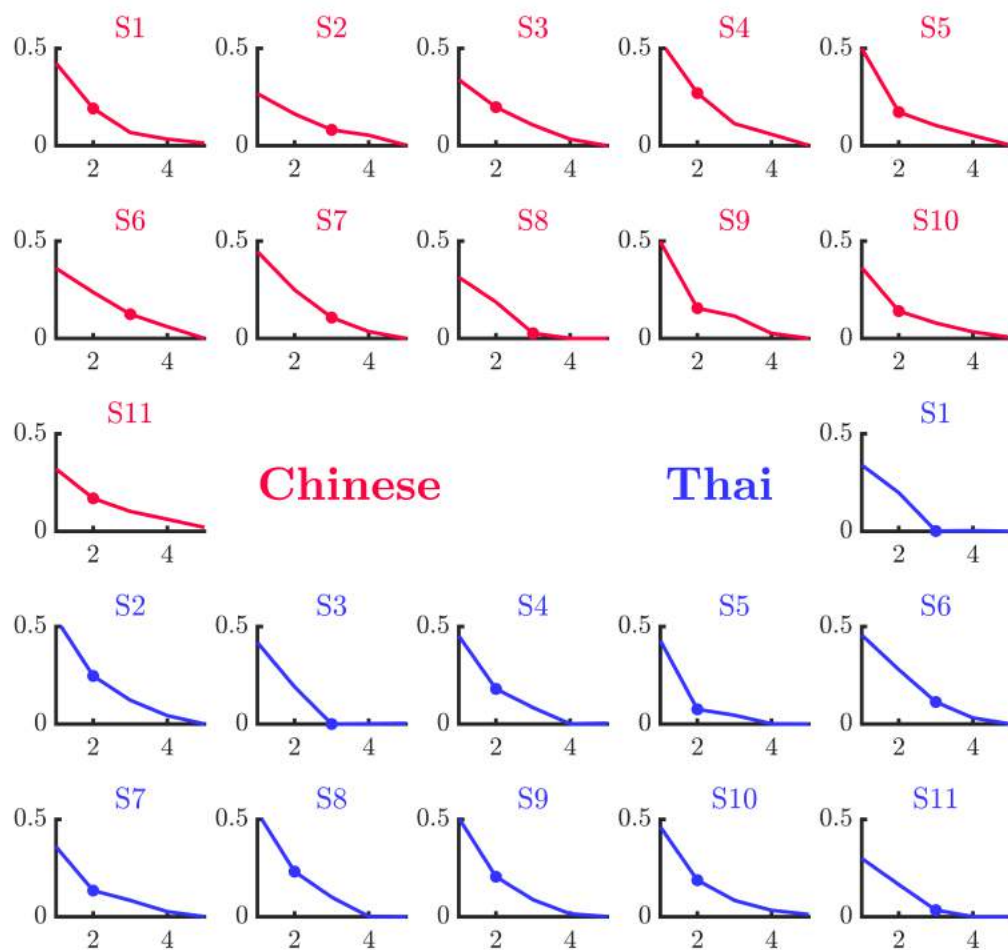 S1 S2 S3 S4 S5
0.5 0.5 0.5 0.5 0.5
0 0 0 0 0
2 4 2 4 2 4 2 4 2 4
S6 S7 S8 S9 S10
0.5 0.5 0.5 0.5 0.5
0 0 0 0 0
2 4 2 4 2 4 2 4 2 4
S11 S1
0.5 0.5
Chinese Thai
0 0
2 4 2 4
S2 S3 S4 S5 S6
0.5 0.5 0.5 0.5 0.5
0 0 0 0 0
2 4 2 4 2 4 2 4 2 4
S7 S8 S9 S10 S11
0.5 0.5 0.5 0.5 0.5
0 0 0 0 0
2 4 2 4 2 4 2 4 2 4